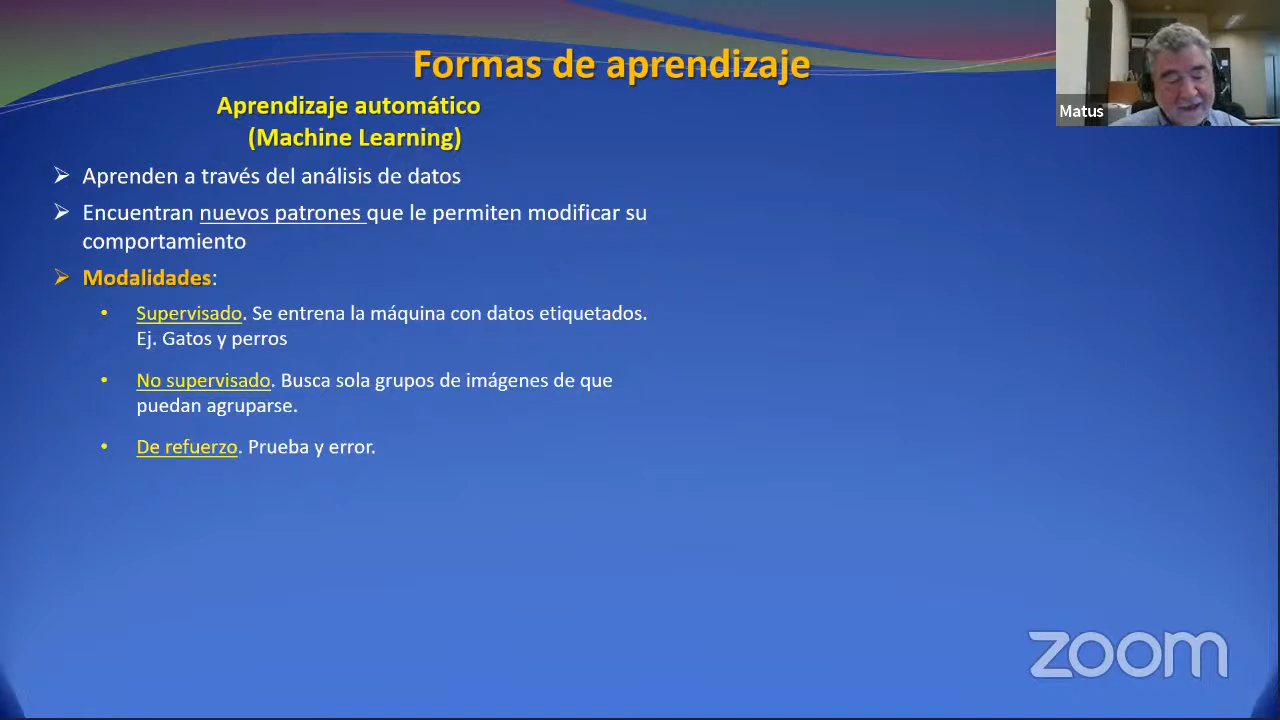 Formas de aprendizaje
Matus
Aprendizaje automático
(Machine Learning)
➢ Aprenden a través del análisis de datos
➢ Encuentran nuevos patrones que le permiten modificar su
comportamiento
➢ Modalidades:
• Supervisado. Se entrena la máquina con datos etiquetados.
Ej. Gatos y perros
• No supervisado. Busca sola grupos de imágenes de que
puedan agruparse.
• De refuerzo. Prueba y error.
zoom